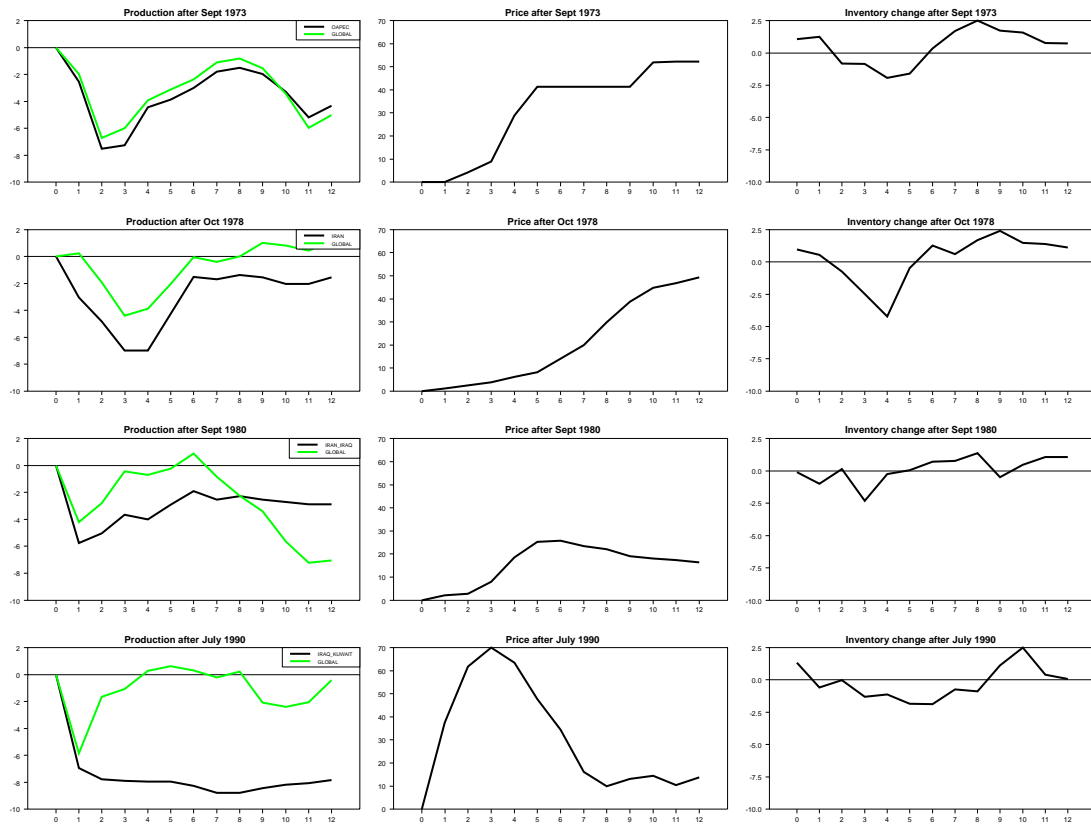 Production after Sept 1973
OAPEC
GLOBAL
2
0
-2
-4
-6
-8
-10
0 1 2 3 4 5 6 7 8 9 10 11 12
Price after Sept 1973
70
60
50
40
30
20
10
0
0 1 2 3 4 5 6 7 8 9 10 11 12
Inventory change after Sept 1973
2.5
0.0
-2.5
-5.0
-7.5
-10.0
0 1 2 3 4 5 6 7 8 9 10 11 12
Production after Oct 1978
IRAN
GLOBAL
2
0
-2
-4
-6
-8
-10
0 1 2 3 4 5 6 7 8 9 10 11 12
Price after Oct 1978
70
60
50
40
30
20
10
0
0 1 2 3 4 5 6 7 8 9 10 11 12
Inventory change after Oct 1978
2.5
0.0
-2.5
-5.0
-7.5
-10.0
0 1 2 3 4 5 6 7 8 9 10 11 12
Production after Sept 1980
IRAN_IRAQ
GLOBAL
2
0
-2
-4
-6
-8
-10
0 1 2 3 4 5 6 7 8 9 10 11 12
Price after Sept 1980
70
60
50
40
30
20
10
0
0 1 2 3 4 5 6 7 8 9 10 11 12
Inventory change after Sept 1980
2.5
0.0
-2.5
-5.0
-7.5
-10.0
0 1 2 3 4 5 6 7 8 9 10 11 12
Production after July 1990
IRAQ_KUWAIT
GLOBAL
2
0
-2
-4
-6
-8
-10
0 1 2 3 4 5 6 7 8 9 10 11 12
Price after July 1990
70
60
50
40
30
20
10
0
0 1 2 3 4 5 6 7 8 9 10 11 12
Inventory change after July 1990
2.5
0.0
-2.5
-5.0
-7.5
-10.0
0 1 2 3 4 5 6 7 8 9 10 11 12